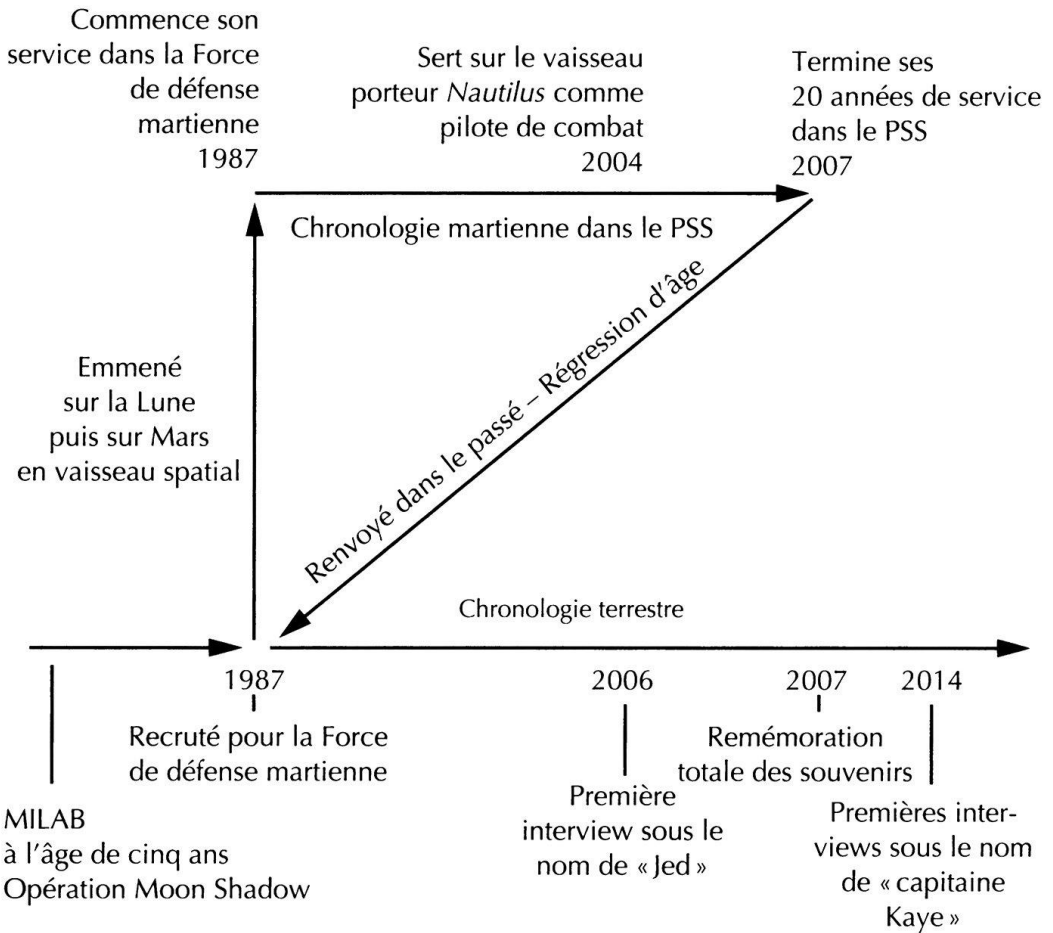 Commence son
service dans la Force
de défense
martienne
1987
Sert sur le vaisseau
porteur Nautilus comme
pilote de combat
2004
Termine ses
20 années de service
dans le PSS
2007
Chronologie martienne dans le PSS
Emmené
sur la Lune
puis sur Mars
en vaisseau spatial
Renvoyé dans le passé – Régression d'âge
Chronologie terrestre
1987
Recruté pour la Force
de défense martienne
MILAB
à l'âge de cinq ans
Opération Moon Shadow
2006
Première
interview sous le
nom de « Jed »
2007
Remémoration
totale des souvenirs
2014
Premières inter-
views sous le nom
de « capitaine
Kaye »